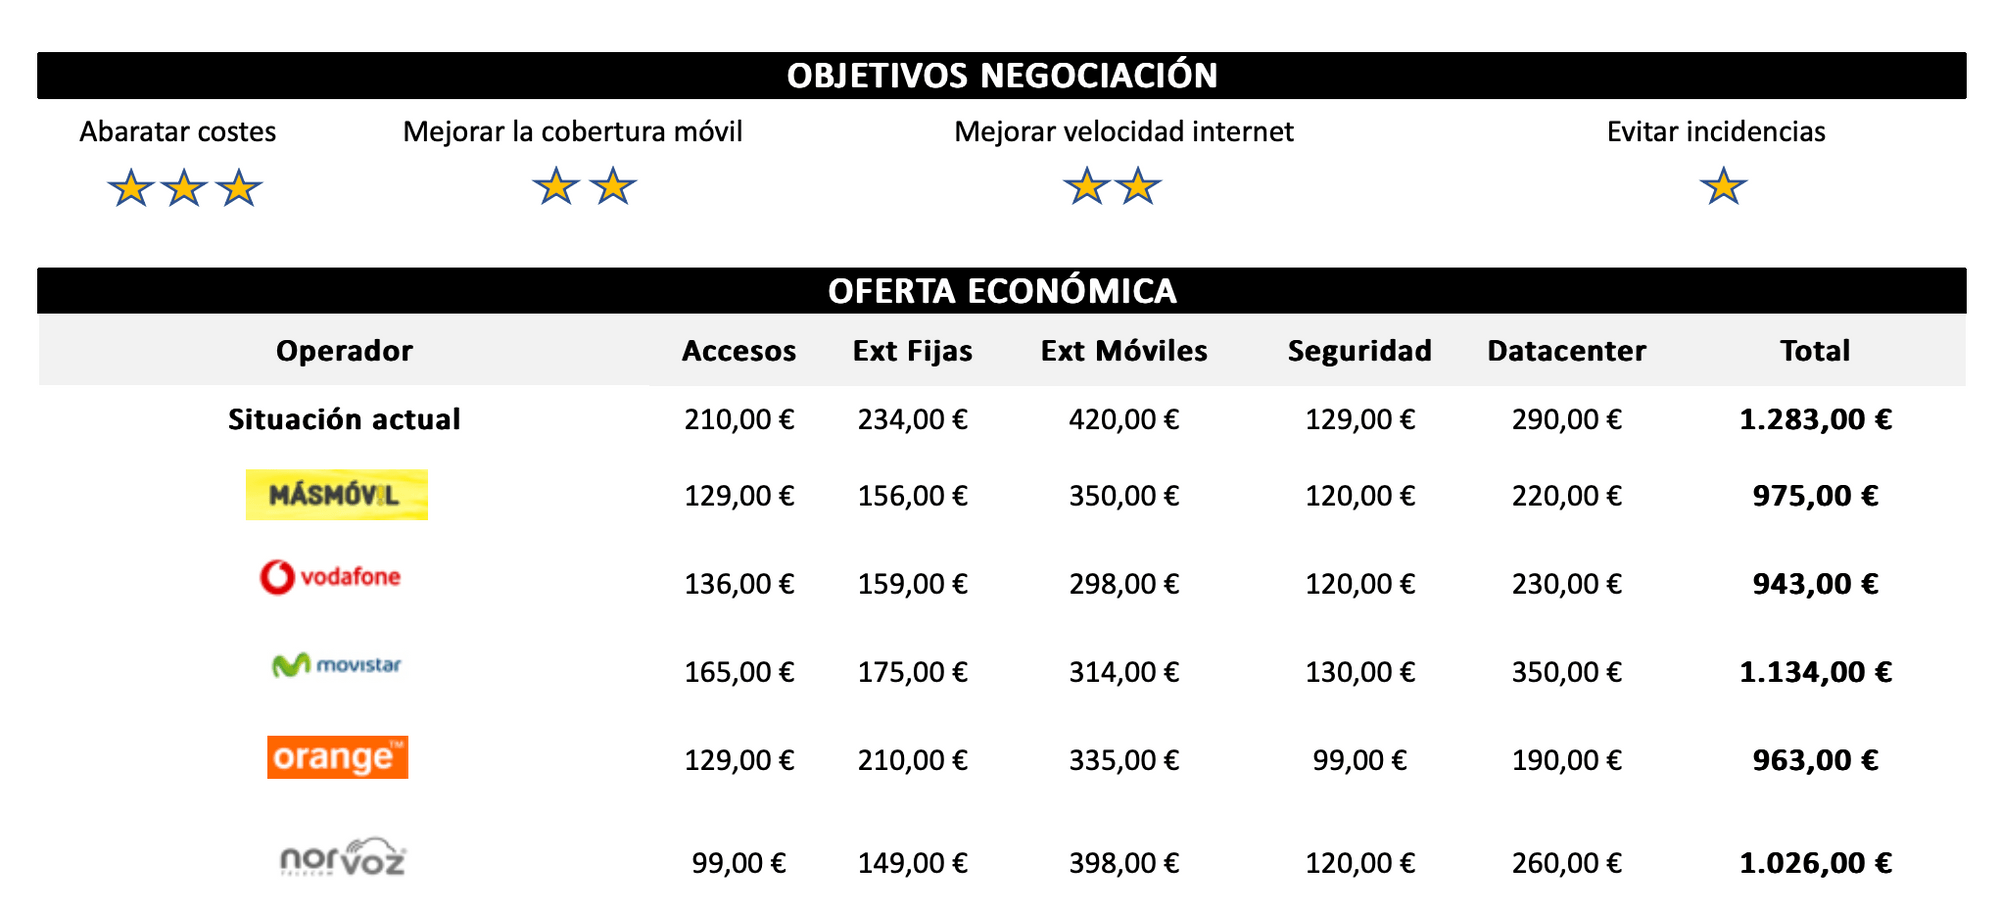 OBJETIVOS NEGOCIACIÓN
Abaratar costes Mejorar la cobertura móvil Mejorar velocidad internet Evitar incidencias
OFERTA ECONÓMICA
Operador Accesos Ext Fijas Ext Móviles Seguridad Datacenter Total
Situación actual 210,00 € 234,00 € 420,00 € 129,00 € 290,00 € 1.283,00 €
MÁSMÓVIL 129,00 € 156,00 € 350,00 € 120,00 € 220,00 € 975,00 €
vodafone 136,00 € 159,00 € 298,00 € 120,00 € 230,00 € 943,00 €
movistar 165,00 € 175,00 € 314,00 € 130,00 € 350,00 € 1.134,00 €
orange™ 129,00 € 210,00 € 335,00 € 99,00 € 190,00 € 963,00 €
norvoz 99,00 € 149,00 € 398,00 € 120,00 € 260,00 € 1.026,00 €
TELECOM